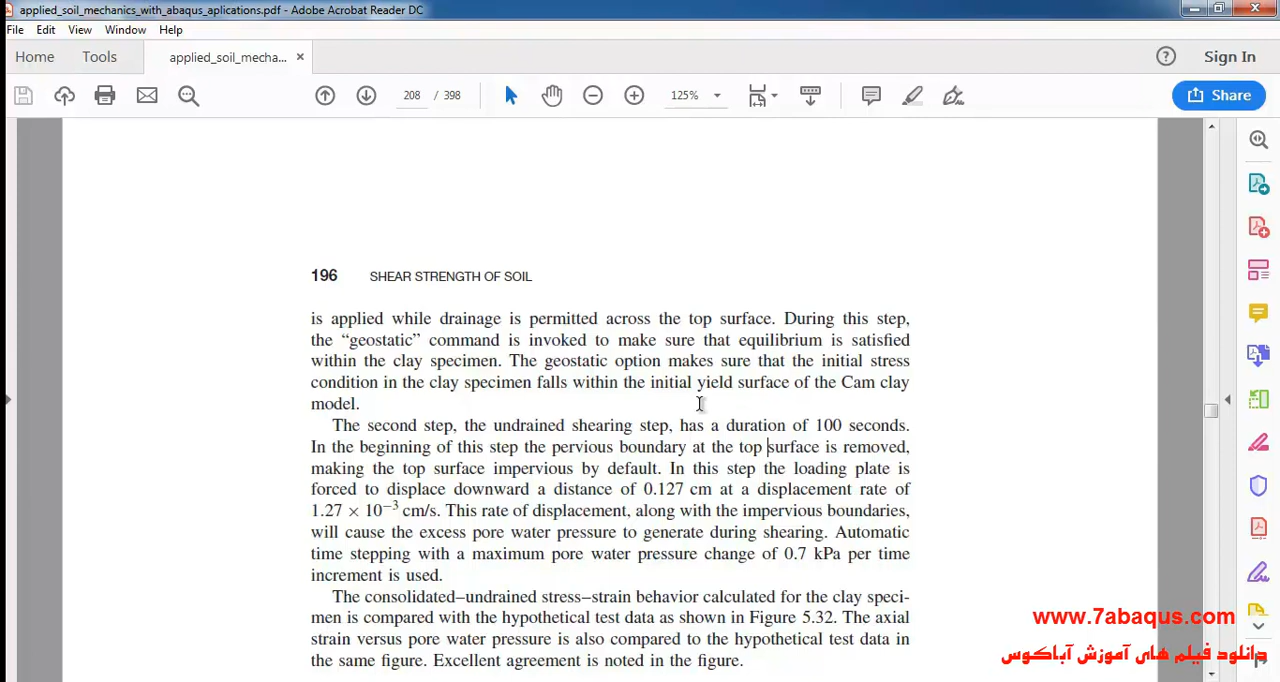 applied_soil_mechanics_with_abaqus_aplications.pdf - Adobe Acrobat Reader DC
File Edit View Window Help
Home Tools applied_soil_mecha... × Sign In
208 / 398 125% Share
196 SHEAR STRENGTH OF SOIL
is applied while drainage is permitted across the top surface. During this step,
the “geostatic” command is invoked to make sure that equilibrium is satisfied
within the clay specimen. The geostatic option makes sure that the initial stress
condition in the clay specimen falls within the initial yield surface of the Cam clay
model.
The second step, the undrained shearing step, has a duration of 100 seconds.
In the beginning of this step the pervious boundary at the top surface is removed,
making the top surface impervious by default. In this step the loading plate is
forced to displace downward a distance of 0.127 cm at a displacement rate of
1.27 × 10⁻³ cm/s. This rate of displacement, along with the impervious boundaries,
will cause the excess pore water pressure to generate during shearing. Automatic
time stepping with a maximum pore water pressure change of 0.7 kPa per time
increment is used.
The consolidated–undrained stress–strain behavior calculated for the clay speci-
men is compared with the hypothetical test data as shown in Figure 5.32. The axial
strain versus pore water pressure is also compared to the hypothetical test data in
the same figure. Excellent agreement is noted in the figure.
www.7abaqus.com
دانلود فیلم های آموزش آباکوس